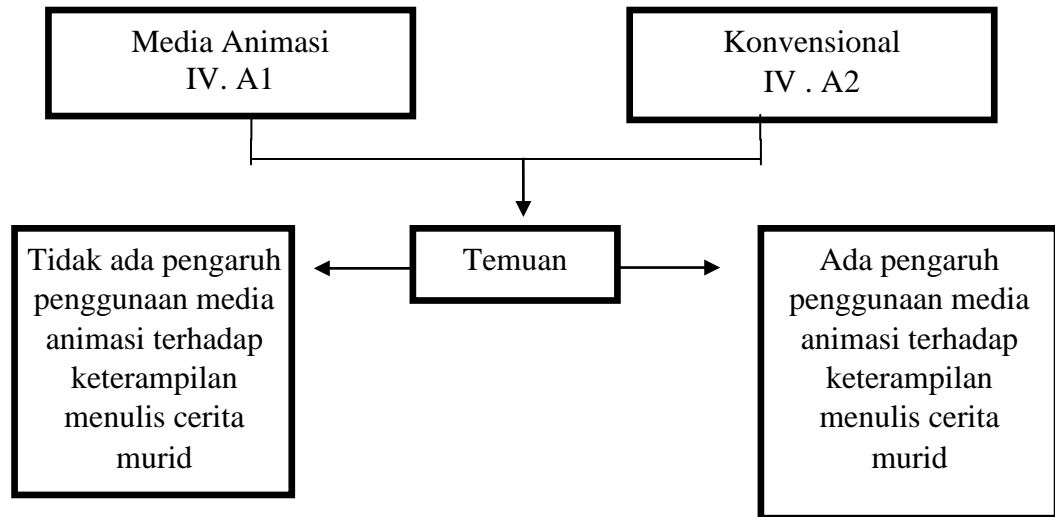 Media Animasi
IV. A1
Konvensional
IV . A2
Temuan
Tidak ada pengaruh
penggunaan media
animasi terhadap
keterampilan
menulis cerita
murid
Ada pengaruh
penggunaan media
animasi terhadap
keterampilan
menulis cerita
murid